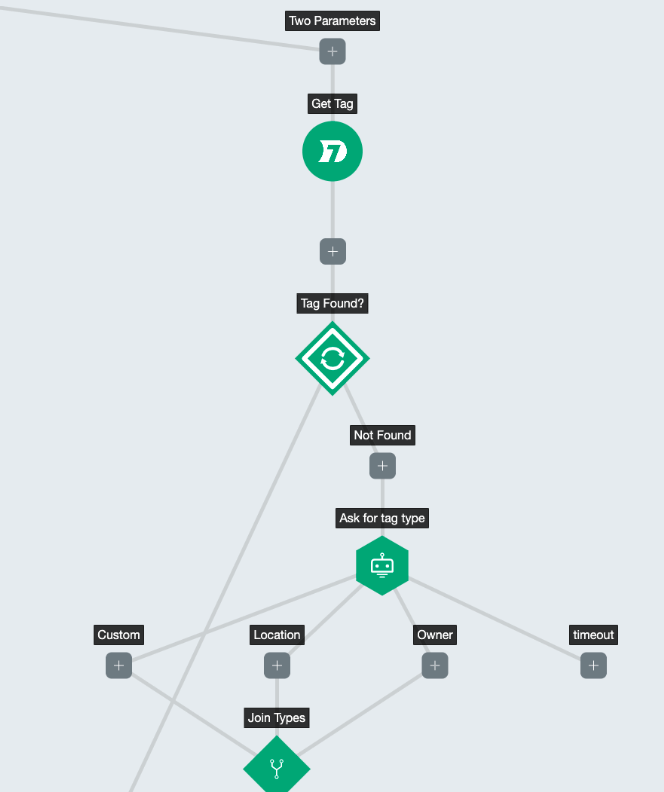 Two Parameters
Get Tag
Tag Found?
Not Found
Ask for tag type
Custom
Location
Owner
timeout
Join Types